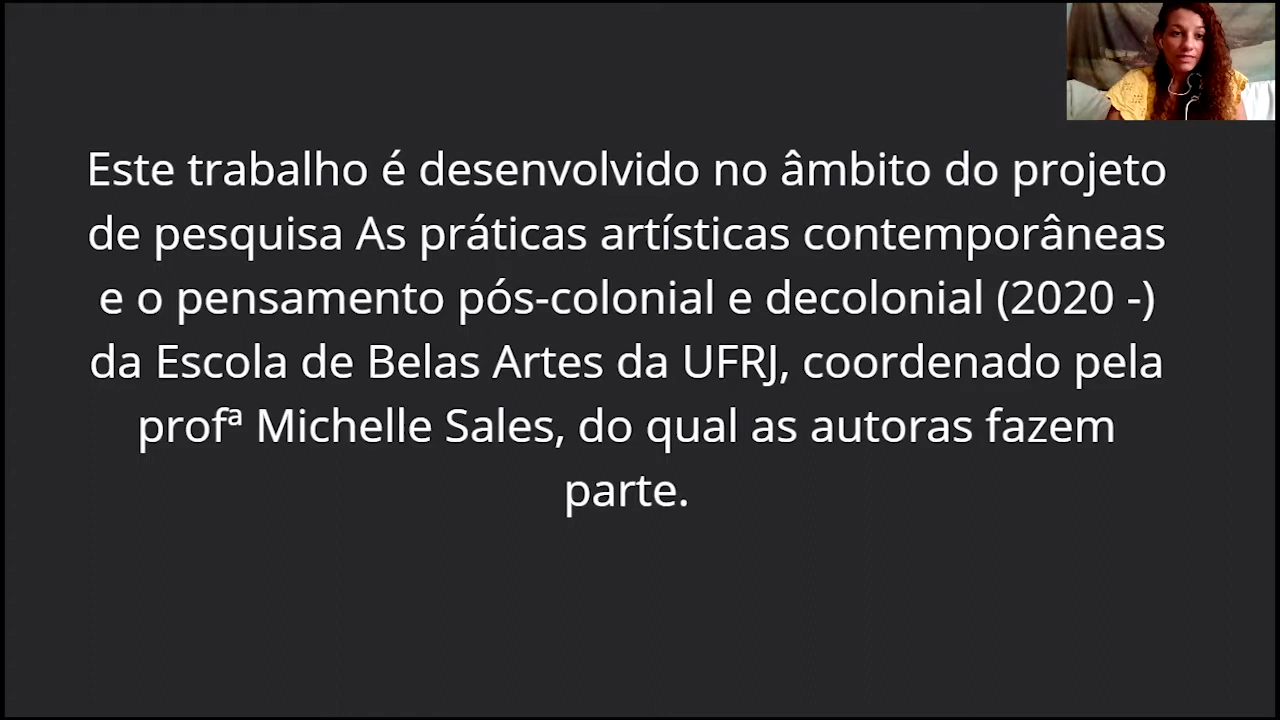 Este trabalho é desenvolvido no âmbito do projeto
de pesquisa As práticas artísticas contemporâneas
e o pensamento pós-colonial e decolonial (2020 -)
da Escola de Belas Artes da UFRJ, coordenado pela
profª Michelle Sales, do qual as autoras fazem
parte.